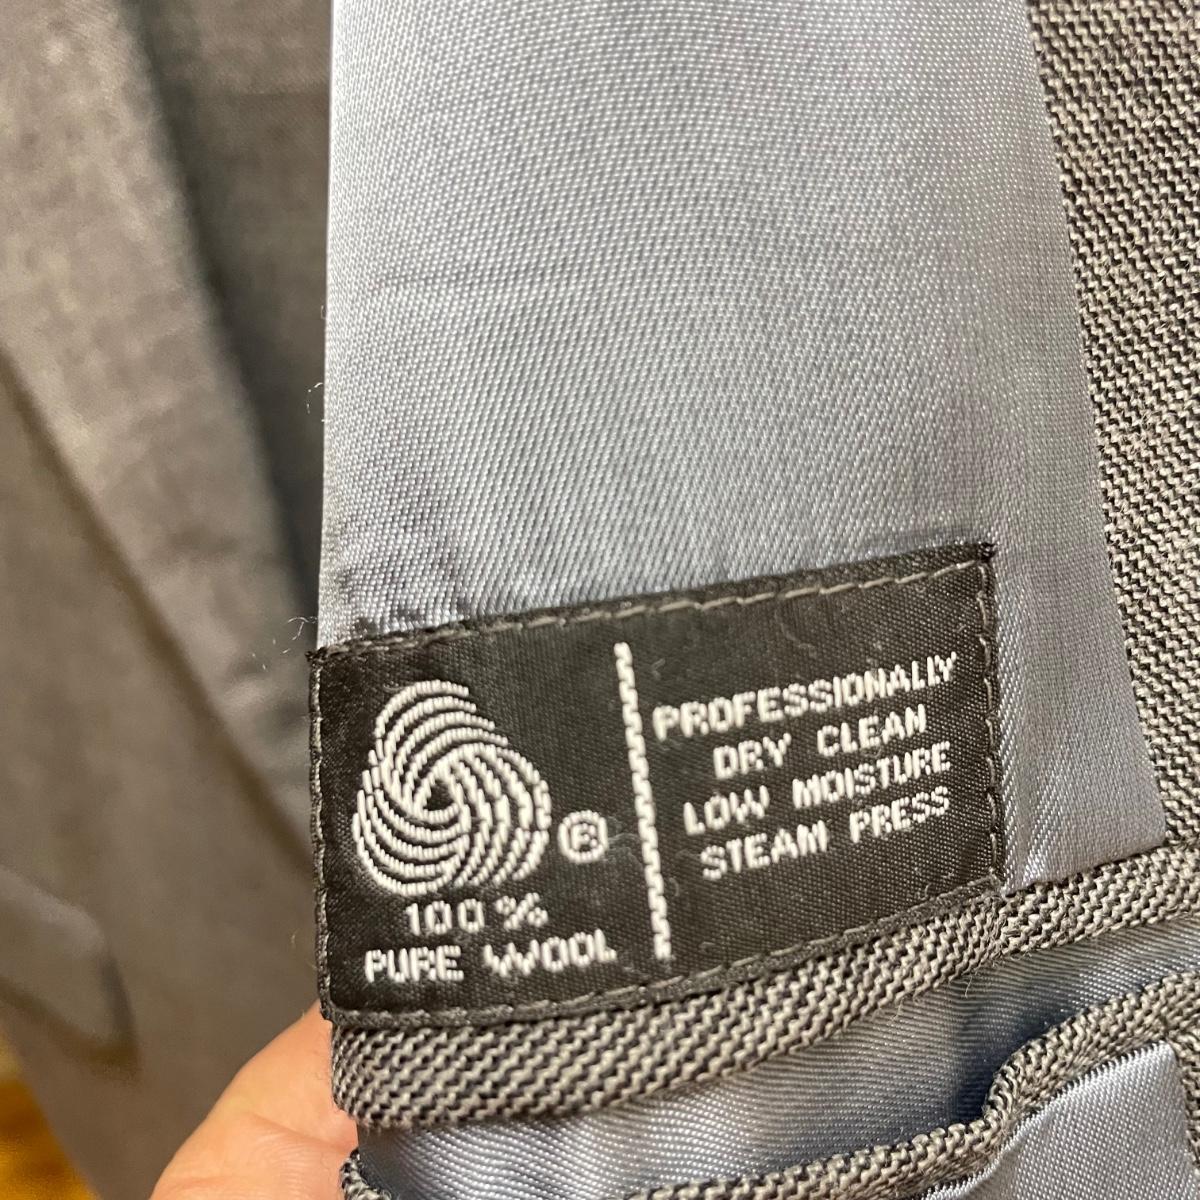 ®
100%
PURE WOOL
PROFESSIONALLY
DRY CLEAN
LOW MOISTURE
STEAM PRESS